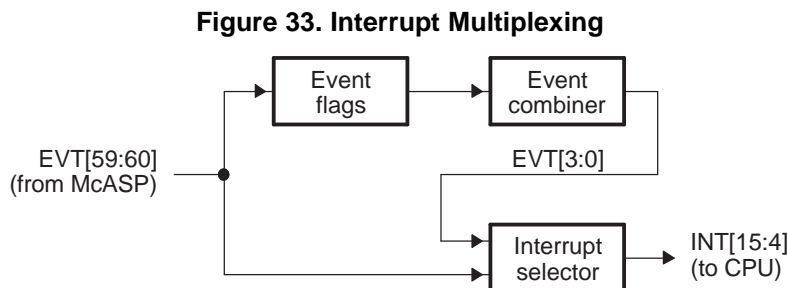 Figure 33. Interrupt Multiplexing
Event
flags
Event
combiner
EVT[59:60]
(from McASP)
EVT[3:0]
Interrupt
selector
INT[15:4]
(to CPU)